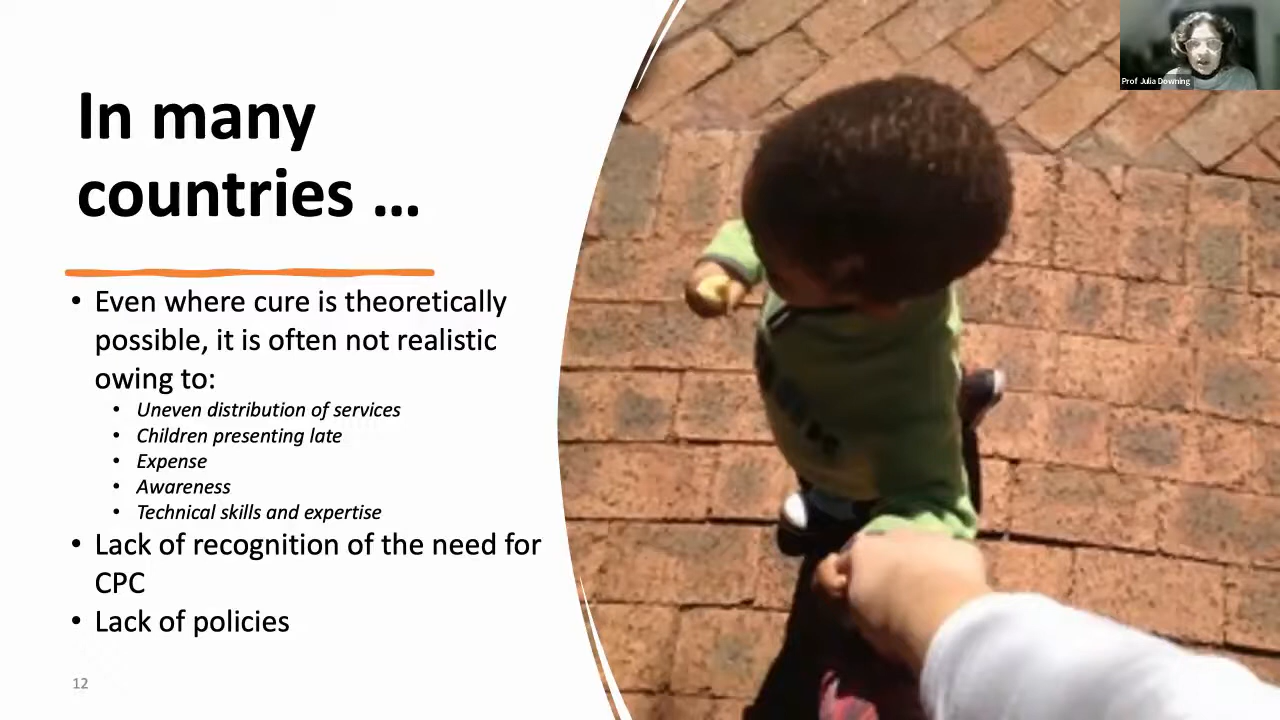 In many
countries ...
• Even where cure is theoretically
possible, it is often not realistic
owing to:
• Uneven distribution of services
• Children presenting late
• Expense
• Awareness
• Technical skills and expertise
• Lack of recognition of the need for
CPC
• Lack of policies
12
Prof Julia Downing